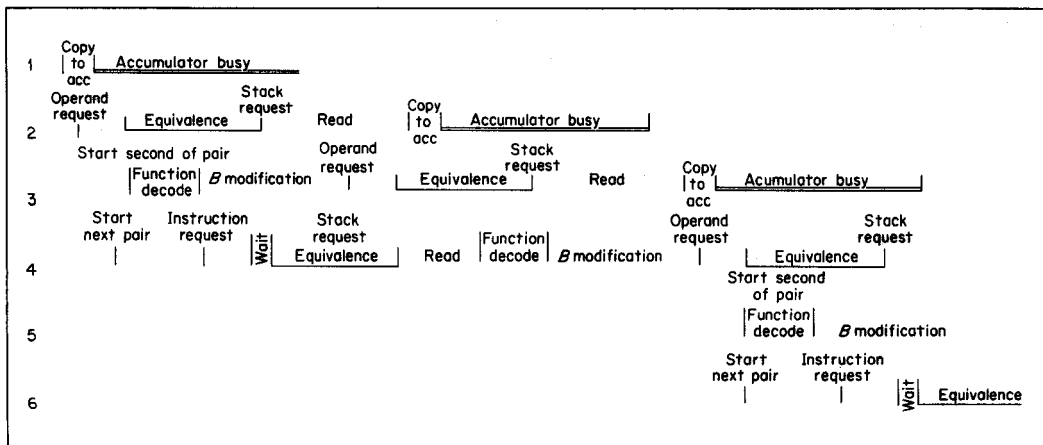 Copy
to
acc
1
Accumulator busy
Operand
request
Stack
request
2
Equivalence
Read
Copy
to
acc
Accumulator busy
Start second of pair
Operand
request
Stack
request
3
Function
decode
B modification
Equivalence
Read
Copy
to
acc
Acumulator busy
Start
next pair
Instruction
request
Stack
request
Operand
request
Stack
request
4
Wait
Equivalence
Read
Function
decode
B modification
Equivalence
Start second
of pair
5
Function
decode
B modification
Start
next pair
Instruction
request
6
Wait
Equivalence